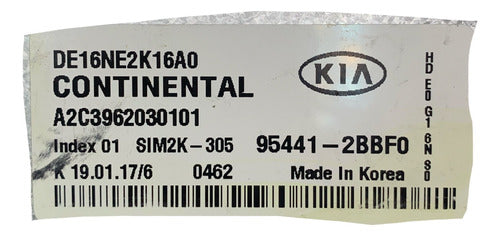 DE16NE2K16A0
CONTINENTAL
KIA
A2C3962030101
Index 01 SIM2K-305 95441-2BBF0
K 19.01.17/6 0462 Made In Korea
HD E0 G1 6N S0